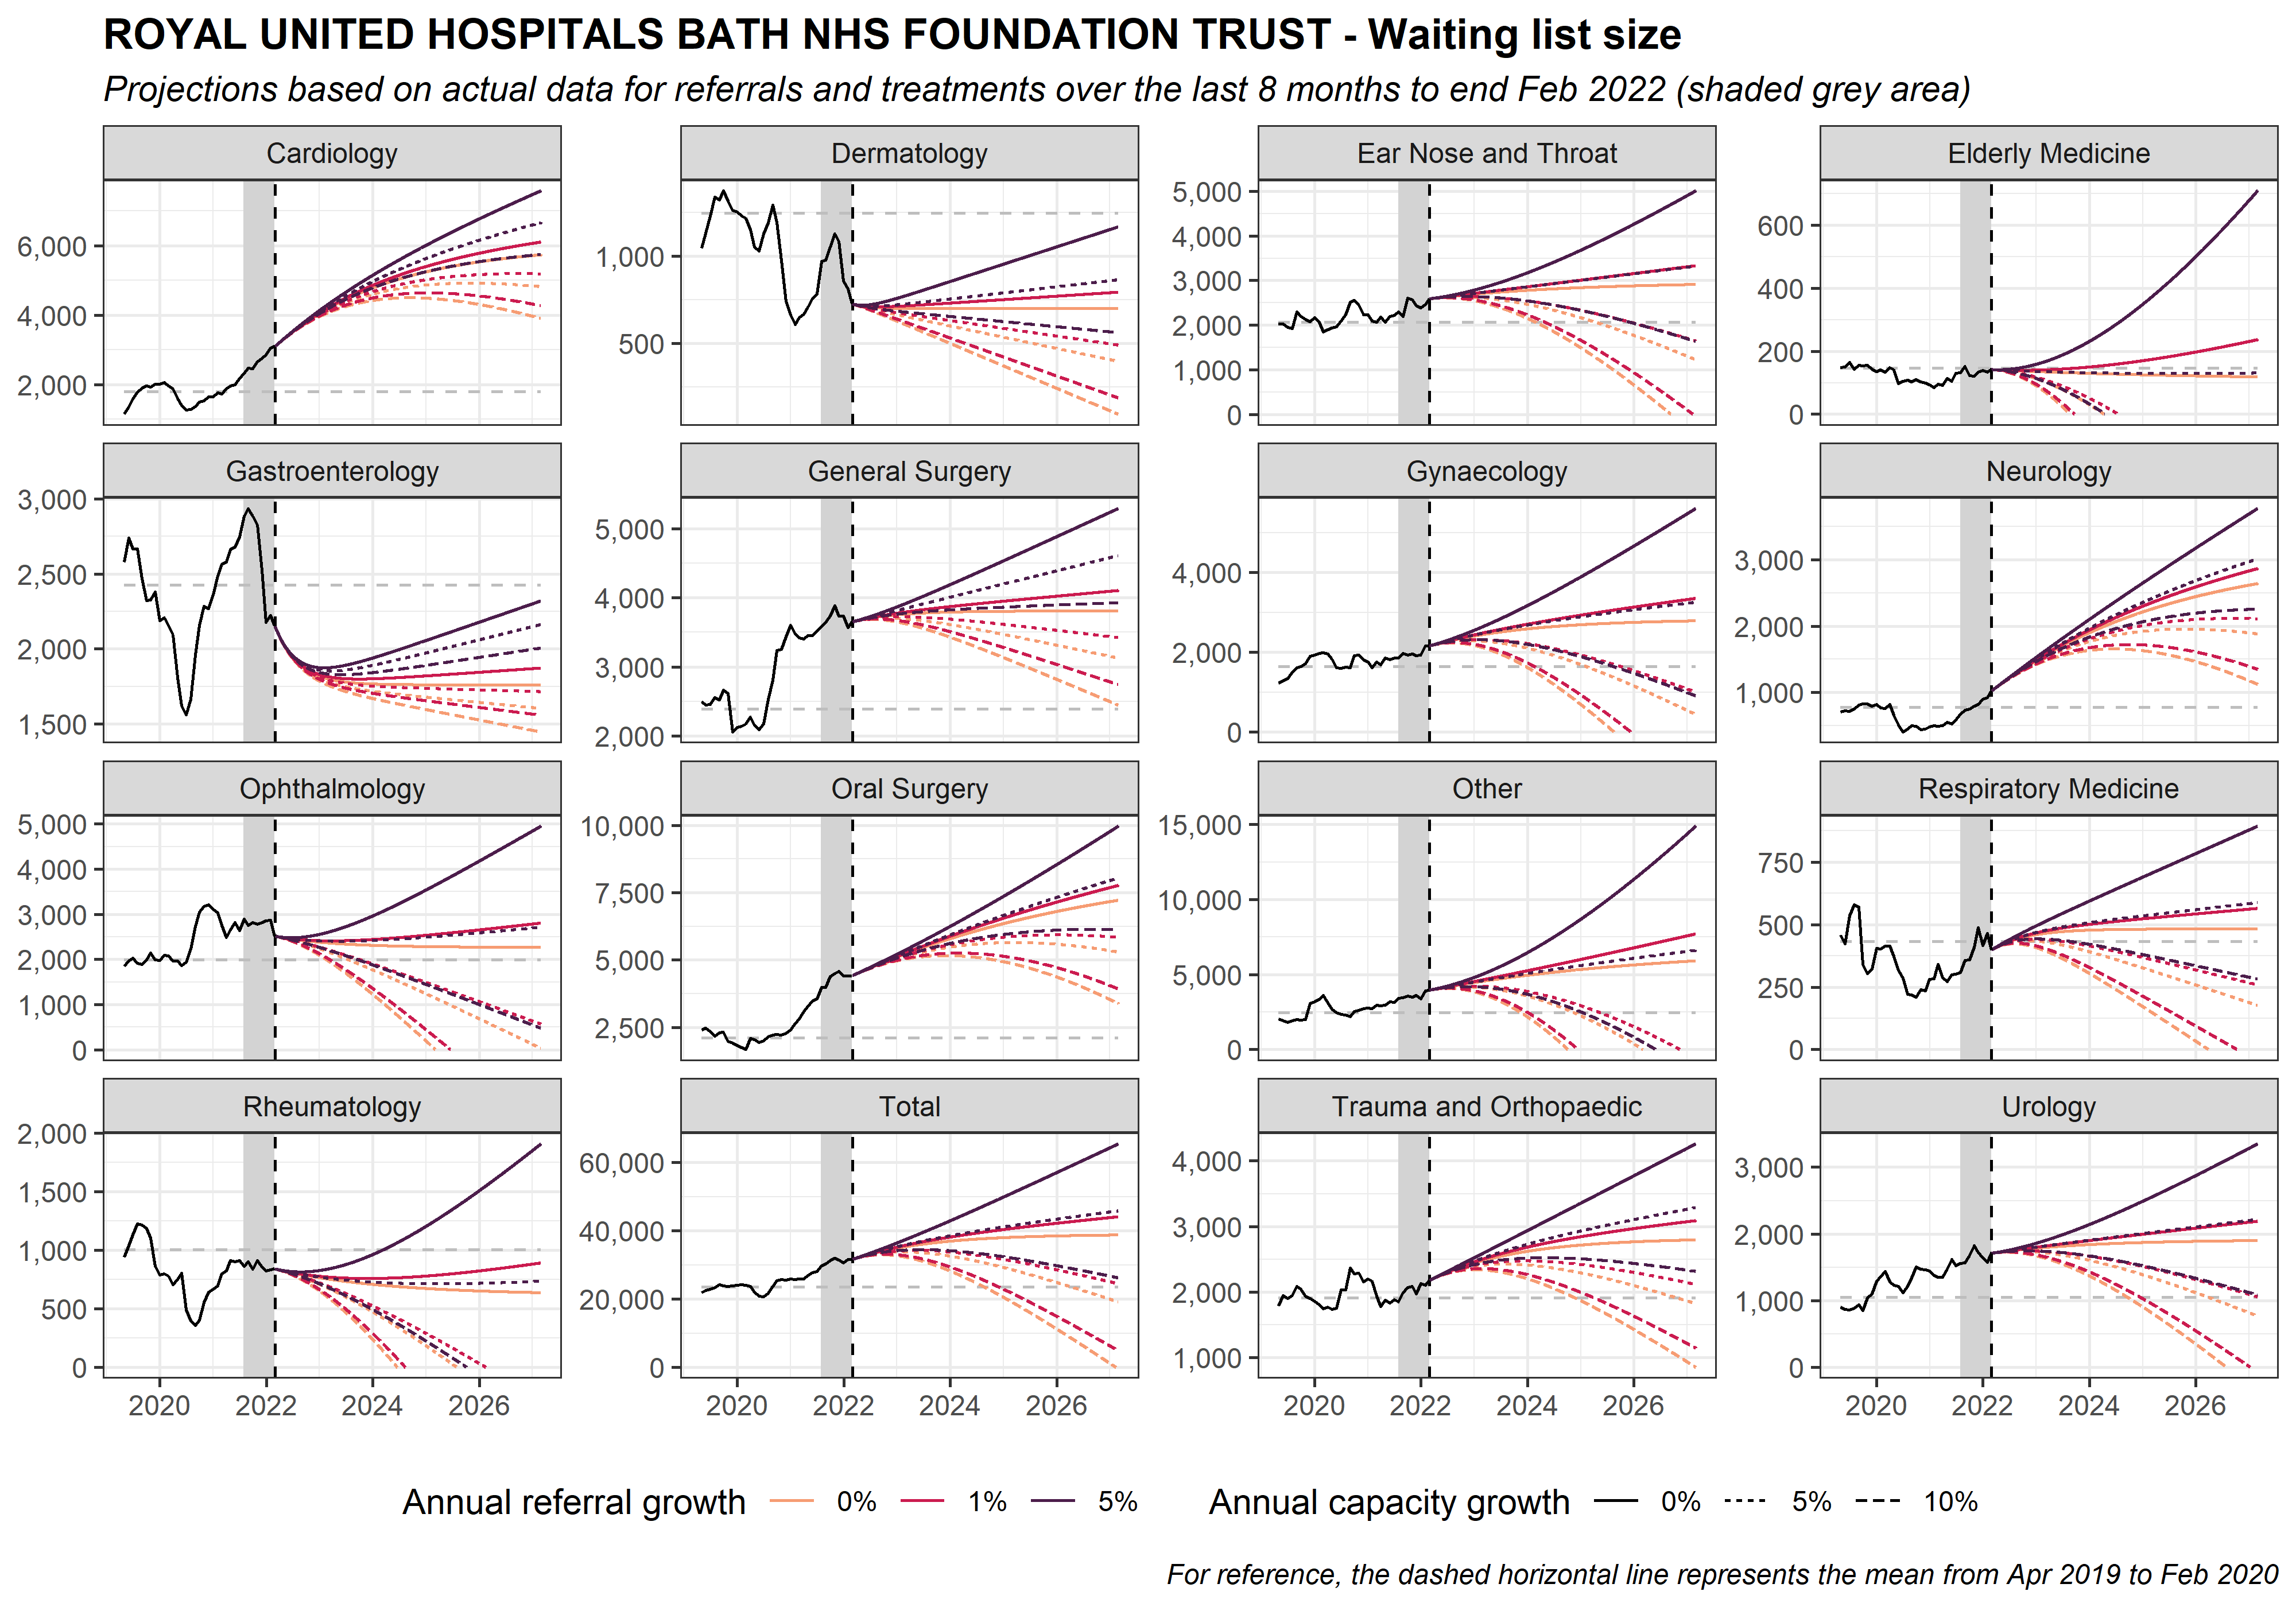 ROYAL UNITED HOSPITALS BATH NHS FOUNDATION TRUST - Waiting list size
Projections based on actual data for referrals and treatments over the last 8 months to end Feb 2022 (shaded grey area)
Cardiology
6,000
4,000
2,000
Dermatology
1,000
500
Ear Nose and Throat
5,000
4,000
3,000
2,000
1,000
0
Elderly Medicine
600
400
200
0
Gastroenterology
3,000
2,500
2,000
1,500
General Surgery
5,000
4,000
3,000
2,000
Gynaecology
4,000
2,000
0
Neurology
3,000
2,000
1,000
Ophthalmology
5,000
4,000
3,000
2,000
1,000
0
Oral Surgery
10,000
7,500
5,000
2,500
Other
15,000
10,000
5,000
0
Respiratory Medicine
750
500
250
0
Rheumatology
2,000
1,500
1,000
500
0
2020 2022 2024 2026
Total
60,000
40,000
20,000
0
2020 2022 2024 2026
Trauma and Orthopaedic
4,000
3,000
2,000
1,000
2020 2022 2024 2026
Urology
3,000
2,000
1,000
0
2020 2022 2024 2026
Annual referral growth 0% 1% 5%
Annual capacity growth 0% 5% 10%
For reference, the dashed horizontal line represents the mean from Apr 2019 to Feb 2020